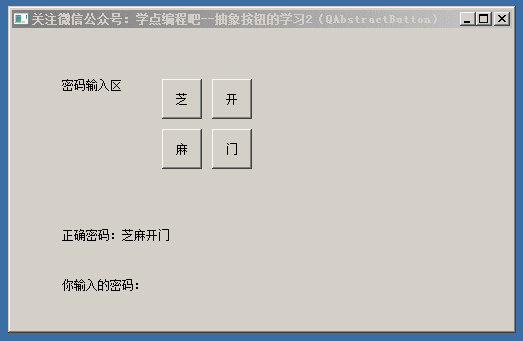 关注微信公众号：学点编程吧--抽象按钮的学习2（QAbstractButton）
密码输入区
芝 开
麻 门
正确密码：芝麻开门
你输入的密码：